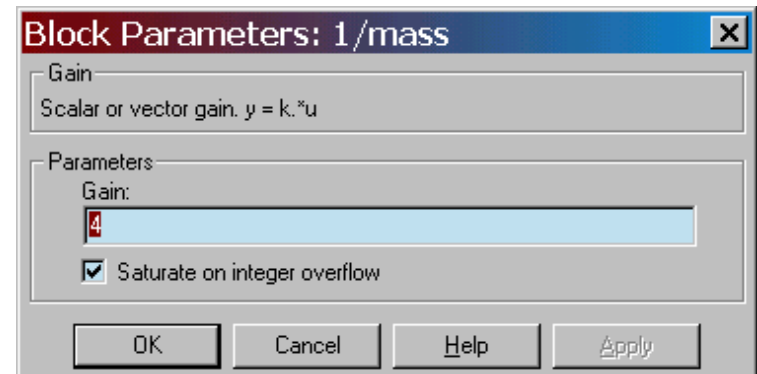 Block Parameters: 1/mass
Gain
Scalar or vector gain. y = k.*u
Parameters
Gain:
4
Saturate on integer overflow
OK Cancel Help Apply